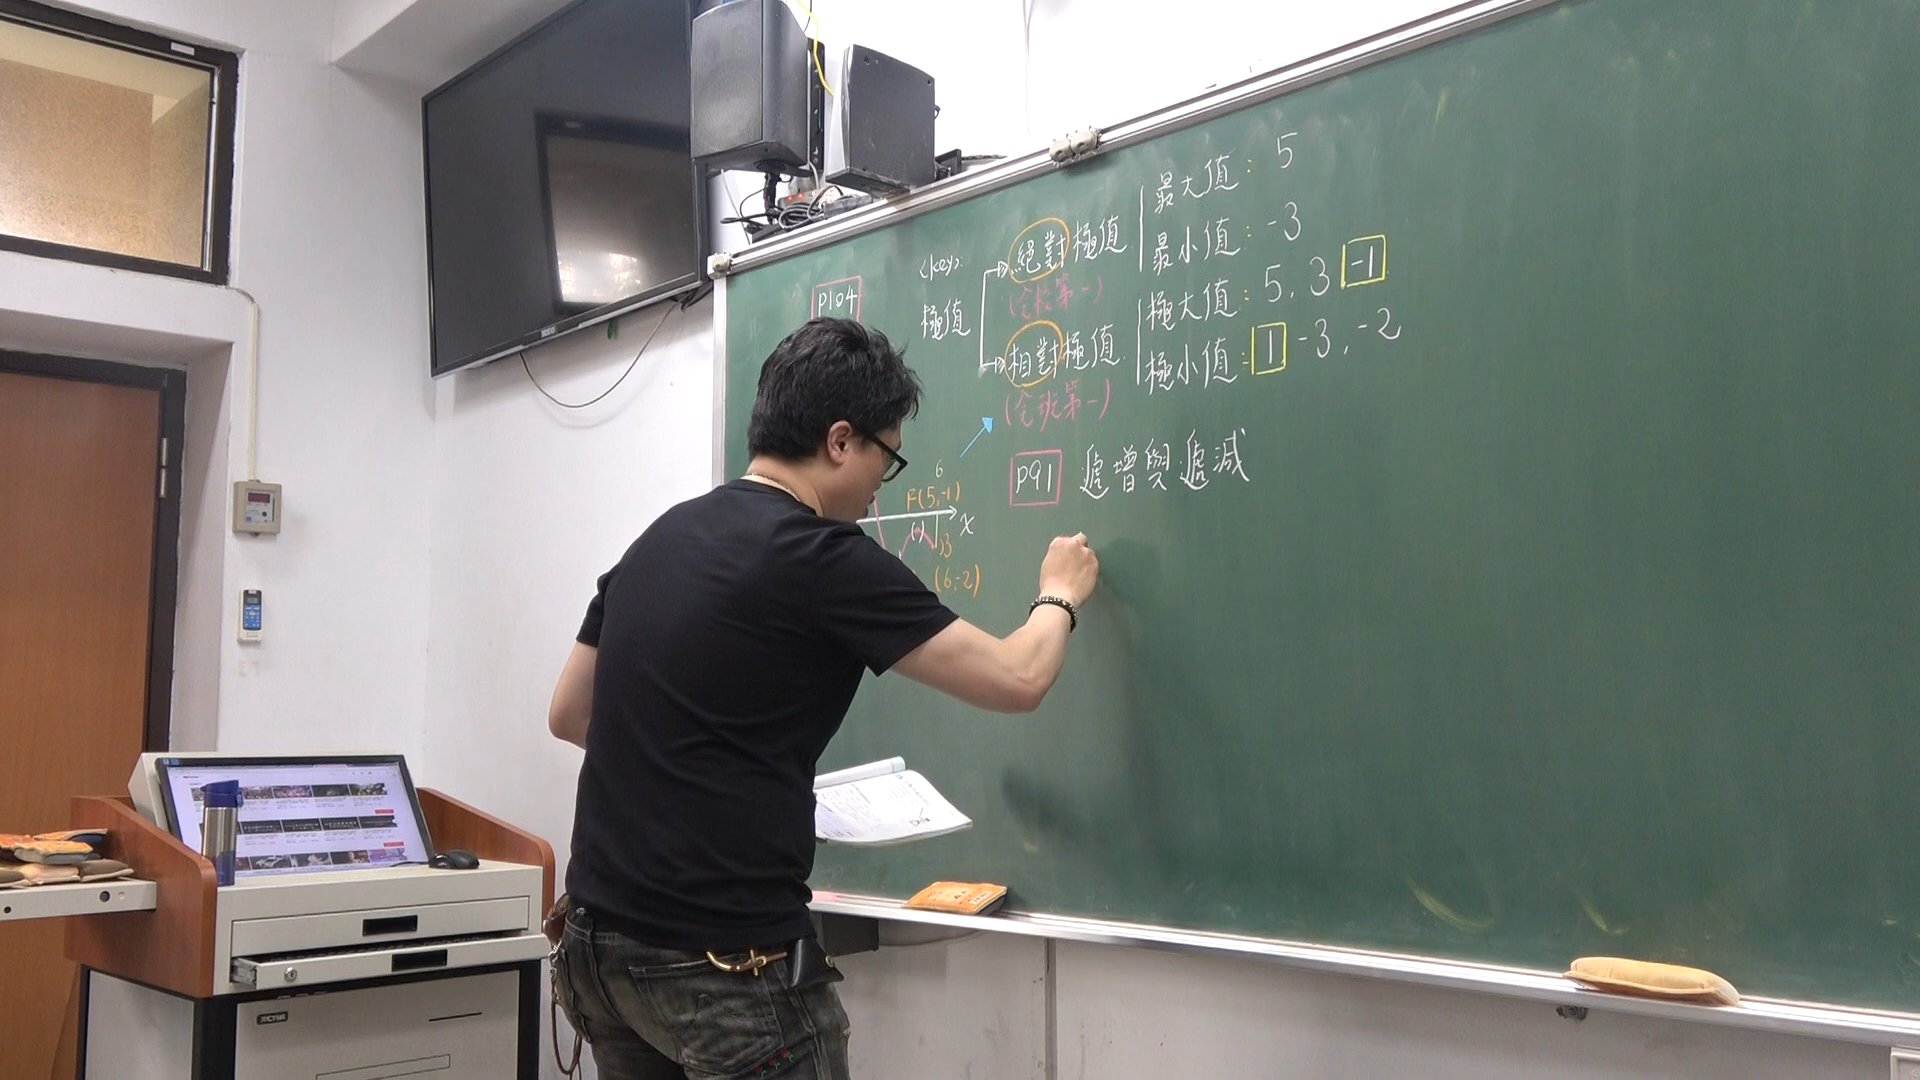 P104
<key>:
極值
絕對極值
(全校第一)
最大值: 5
最小值: -3
相對極值
(全班第一)
極大值: 5, 3 -1
極小值: 1 -3, -2
P91 遞增與遞減
6
F(5,-1)
x
(6,-2)